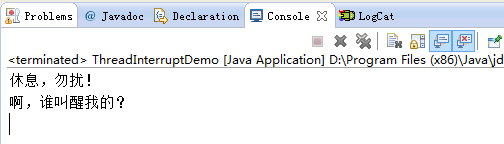 Problems @ Javadoc Declaration Console LogCat
<terminated> ThreadInterruptDemo [Java Application] D:\Program Files (x86)\Java\jd
休息，勿扰！
啊，谁叫醒我的？